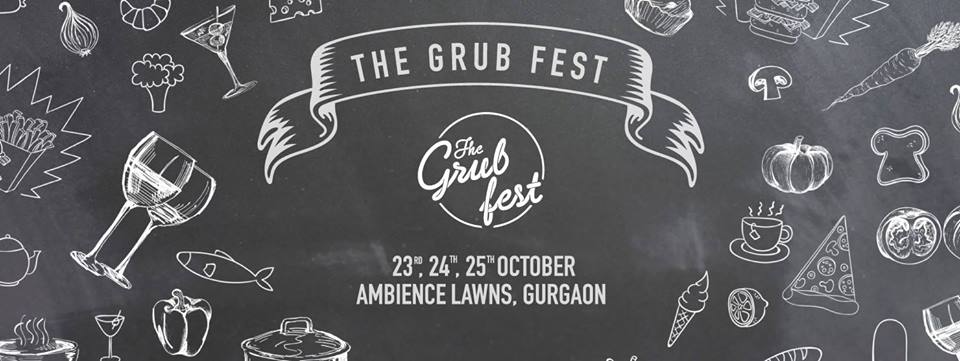 THE GRUB FEST
The
Grub
fest
23RD, 24TH, 25TH OCTOBER
AMBIENCE LAWNS, GURGAON